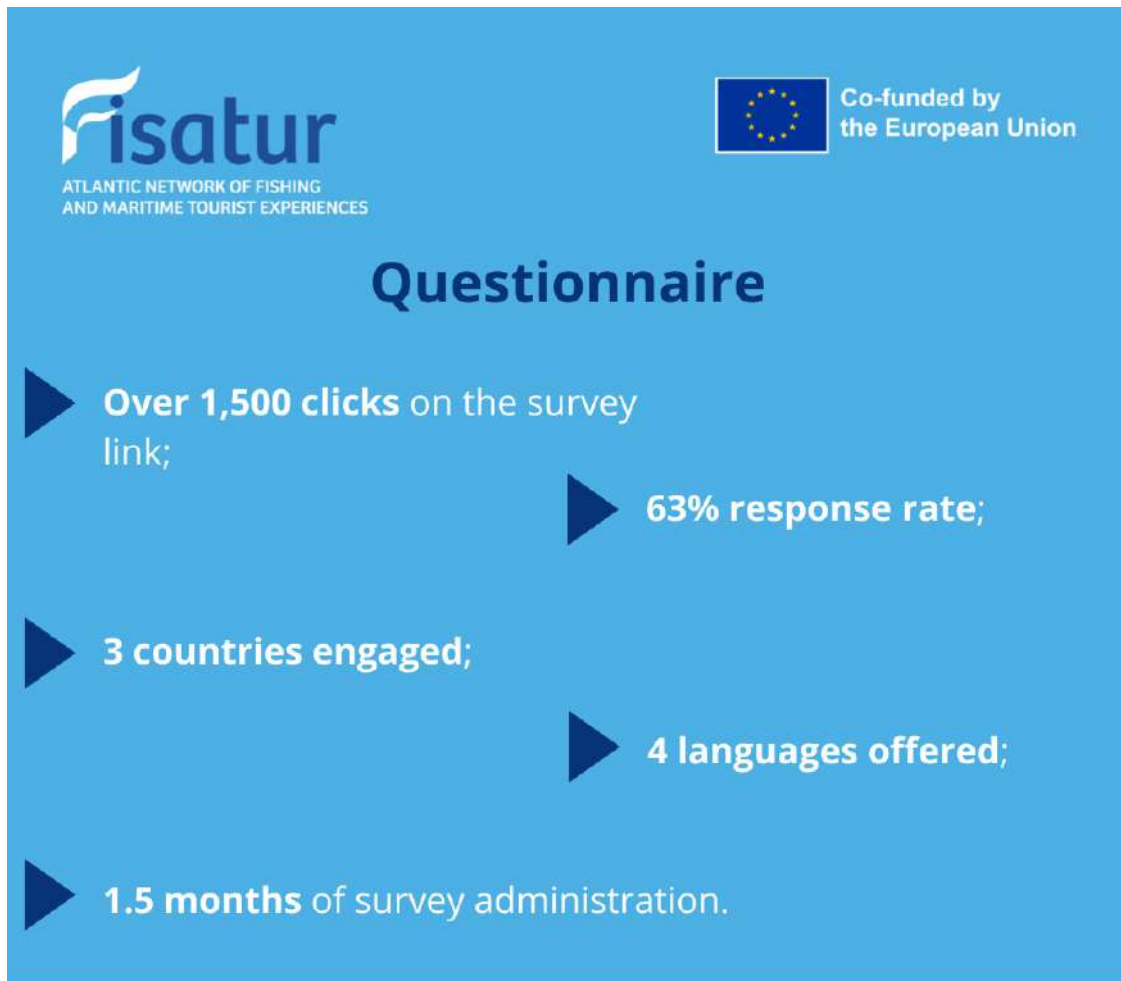 Fisatur
ATLANTIC NETWORK OF FISHING
AND MARITIME TOURIST EXPERIENCES
Co-funded by
the European Union
Questionnaire
Over 1,500 clicks on the survey
link;
63% response rate;
3 countries engaged;
4 languages offered;
1.5 months of survey administration.